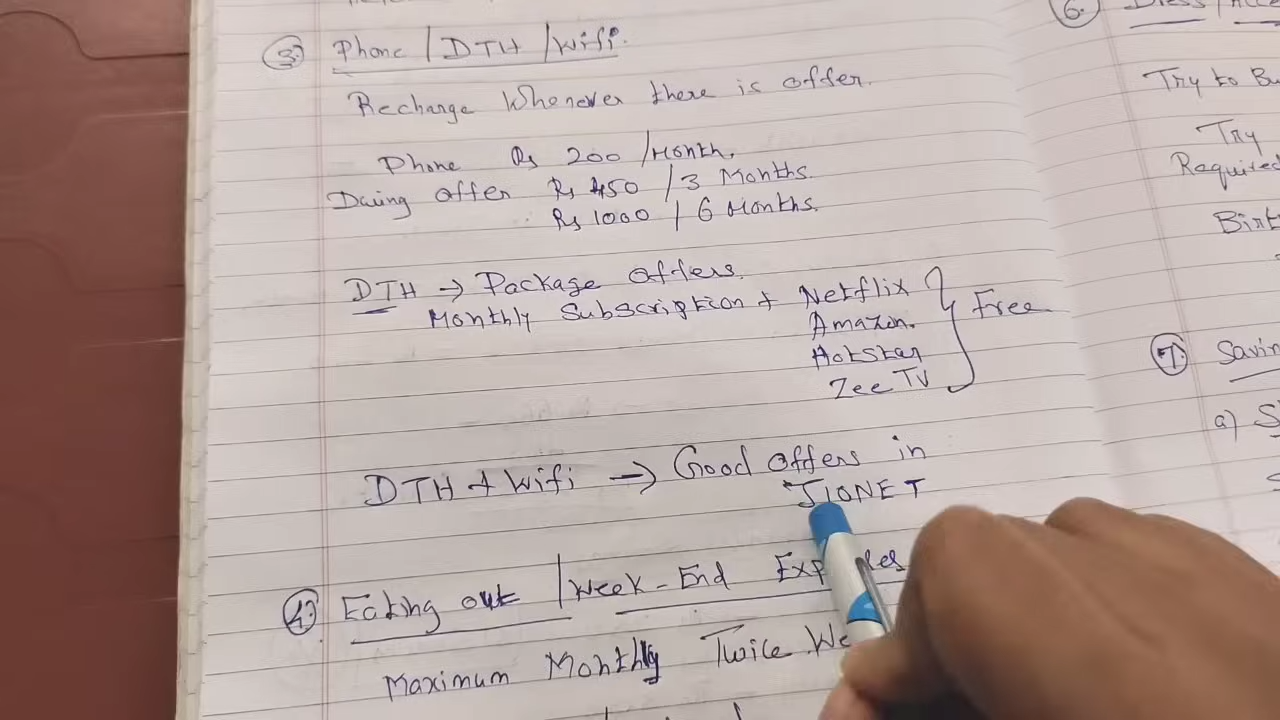 3. Phone / DTH / Wifi.
Recharge Whenever there is offer.
Phone Rs 200 / Month.
During offer Rs 450 / 3 Months.
Rs 1000 / 6 Months.
DTH → Package Offers.
Monthly Subscription + Netflix
Amazon.
Hotstar
Zee TV
Free
DTH + Wifi → Good Offers in
JIONET
4. Eating out / Week-End
Maximum Monthly Twice
6.
Try to
Try
Required
7.
a)